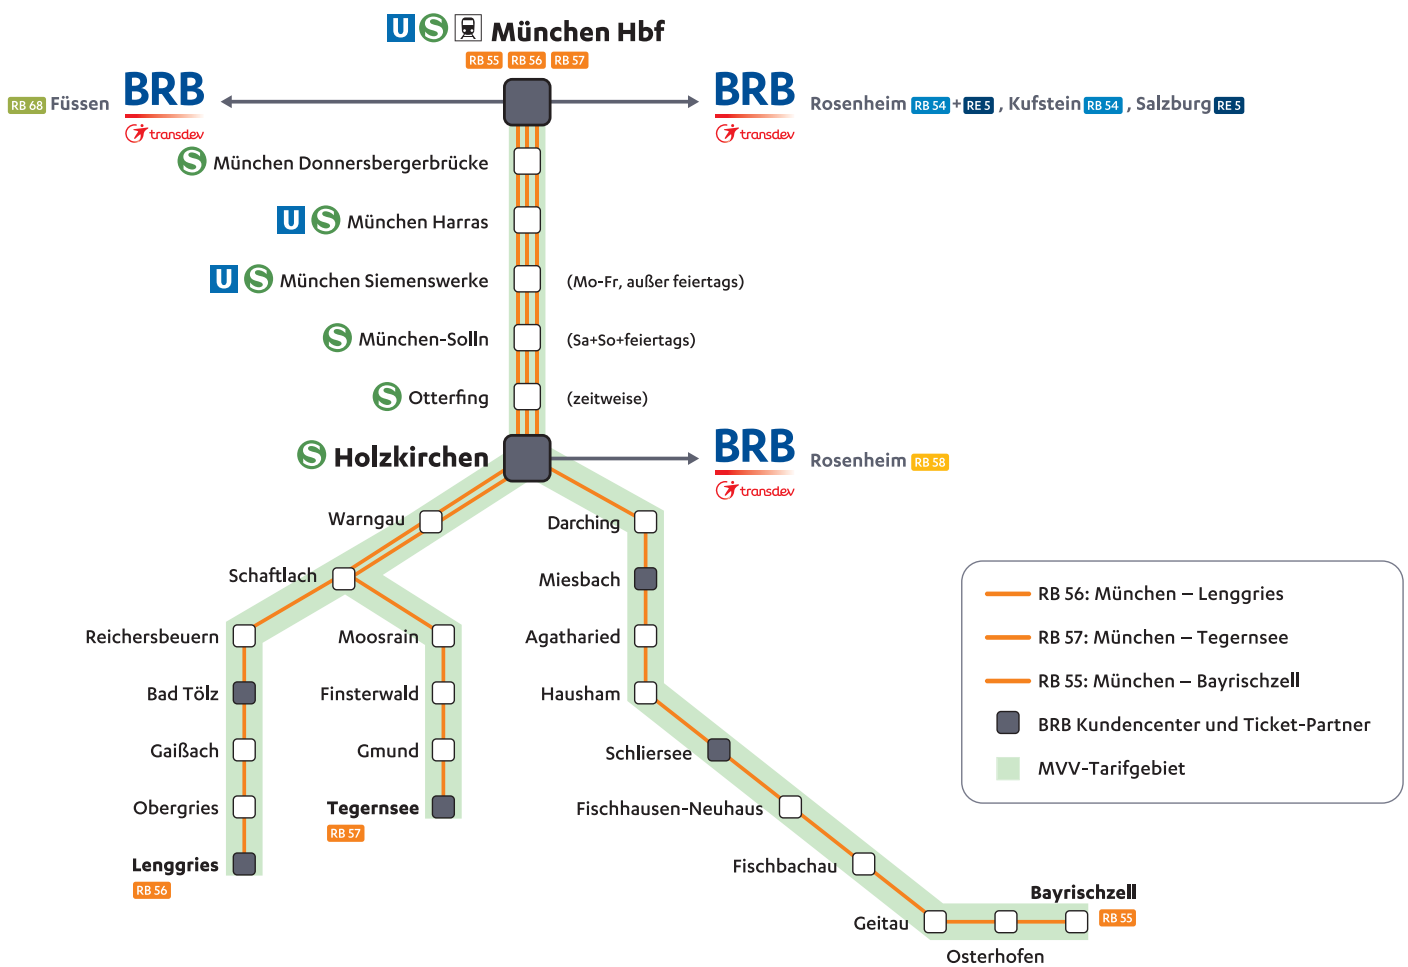 U S München Hbf
RB 55 RB 56 RB 57
RB 68 Füssen BRB
transdev
BRB Rosenheim RB 54 + RE 5 , Kufstein RB 54 , Salzburg RE 5
transdev
S München Donnersbergerbrücke
U S München Harras
U S München Siemenswerke (Mo-Fr, außer feiertags)
S München-Solln (Sa+So+feiertags)
S Otterfing (zeitweise)
S Holzkirchen
BRB Rosenheim RB 58
transdev
Warngau
Darching
Schaftlach
Miesbach
Reichersbeuern
Moosrain
Agatharied
Bad Tölz
Finsterwald
Hausham
Gaißach
Gmund
Schliersee
Obergries
Tegernsee
RB 57
Fischhausen-Neuhaus
Lenggries
RB 56
Fischbachau
Bayrischzell
RB 55
Geitau
Osterhofen
RB 56: München – Lenggries
RB 57: München – Tegernsee
RB 55: München – Bayrischzell
BRB Kundencenter und Ticket-Partner
MVV-Tarifgebiet